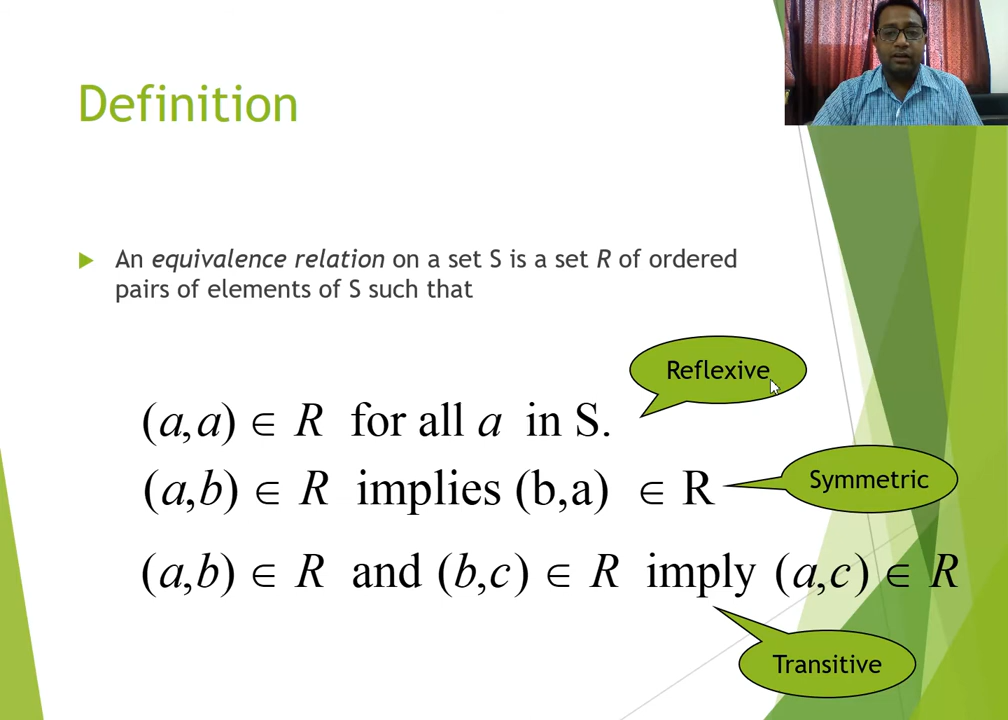 Definition
An equivalence relation on a set S is a set R of ordered
pairs of elements of S such that
Reflexive
(a,a) ∈ R for all a in S.
(a,b) ∈ R implies (b,a) ∈ R
Symmetric
(a,b) ∈ R and (b,c) ∈ R imply (a,c) ∈ R
Transitive